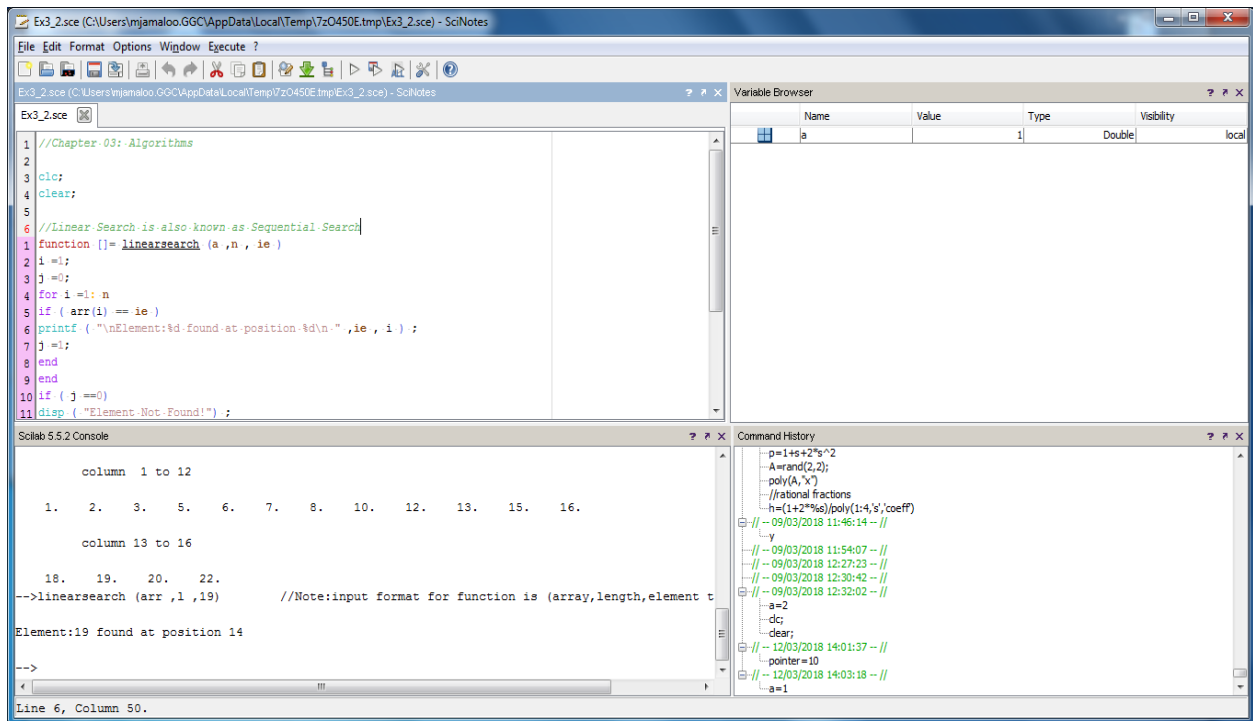 Ex3_2.sce (C:\Users\mjamaloo.GGC\AppData\Local\Temp\7zO450E.tmp\Ex3_2.sce) - SciNotes
File Edit Format Options Window Execute ?
Ex3_2.sce (C:\Users\mjamaloo.GGC\AppData\Local\Temp\7zO450E.tmp\Ex3_2.sce) - SciNotes
Ex3_2.sce
1 //Chapter 03: Algorithms
2
3 clc;
4 clear;
5
6 //Linear Search is also known as Sequential Search
1 function []= linearsearch (a ,n , ie )
2 i =1;
3 j =0;
4 for i =1: n
5 if ( arr(i) == ie )
6 printf ( "\nElement:%d found at position %d\n " ,ie , i ) ;
7 j =1;
8 end
9 end
10 if ( j ==0)
11 disp ( "Element Not Found!") ;
Variable Browser
Name Value Type Visibility
a 1 Double local
Scilab 5.5.2 Console
column 1 to 12
1. 2. 3. 5. 6. 7. 8. 10. 12. 13. 15. 16.
column 13 to 16
18. 19. 20. 22.
-->linearsearch (arr ,l ,19) //Note:input format for function is (array,length,element t
Element:19 found at position 14
-->
Command History
p=1+s+2*s^2
A=rand(2,2);
poly(A,"x")
//rational fractions
h=(1+2*%s)/poly(1:4,'s','coeff')
// -- 09/03/2018 11:46:14 -- //
y
// -- 09/03/2018 11:54:07 -- //
// -- 09/03/2018 12:27:23 -- //
// -- 09/03/2018 12:30:42 -- //
// -- 09/03/2018 12:32:02 -- //
a=2
clc;
clear;
// -- 12/03/2018 14:01:37 -- //
pointer=10
// -- 12/03/2018 14:03:18 -- //
a=1
Line 6, Column 50.